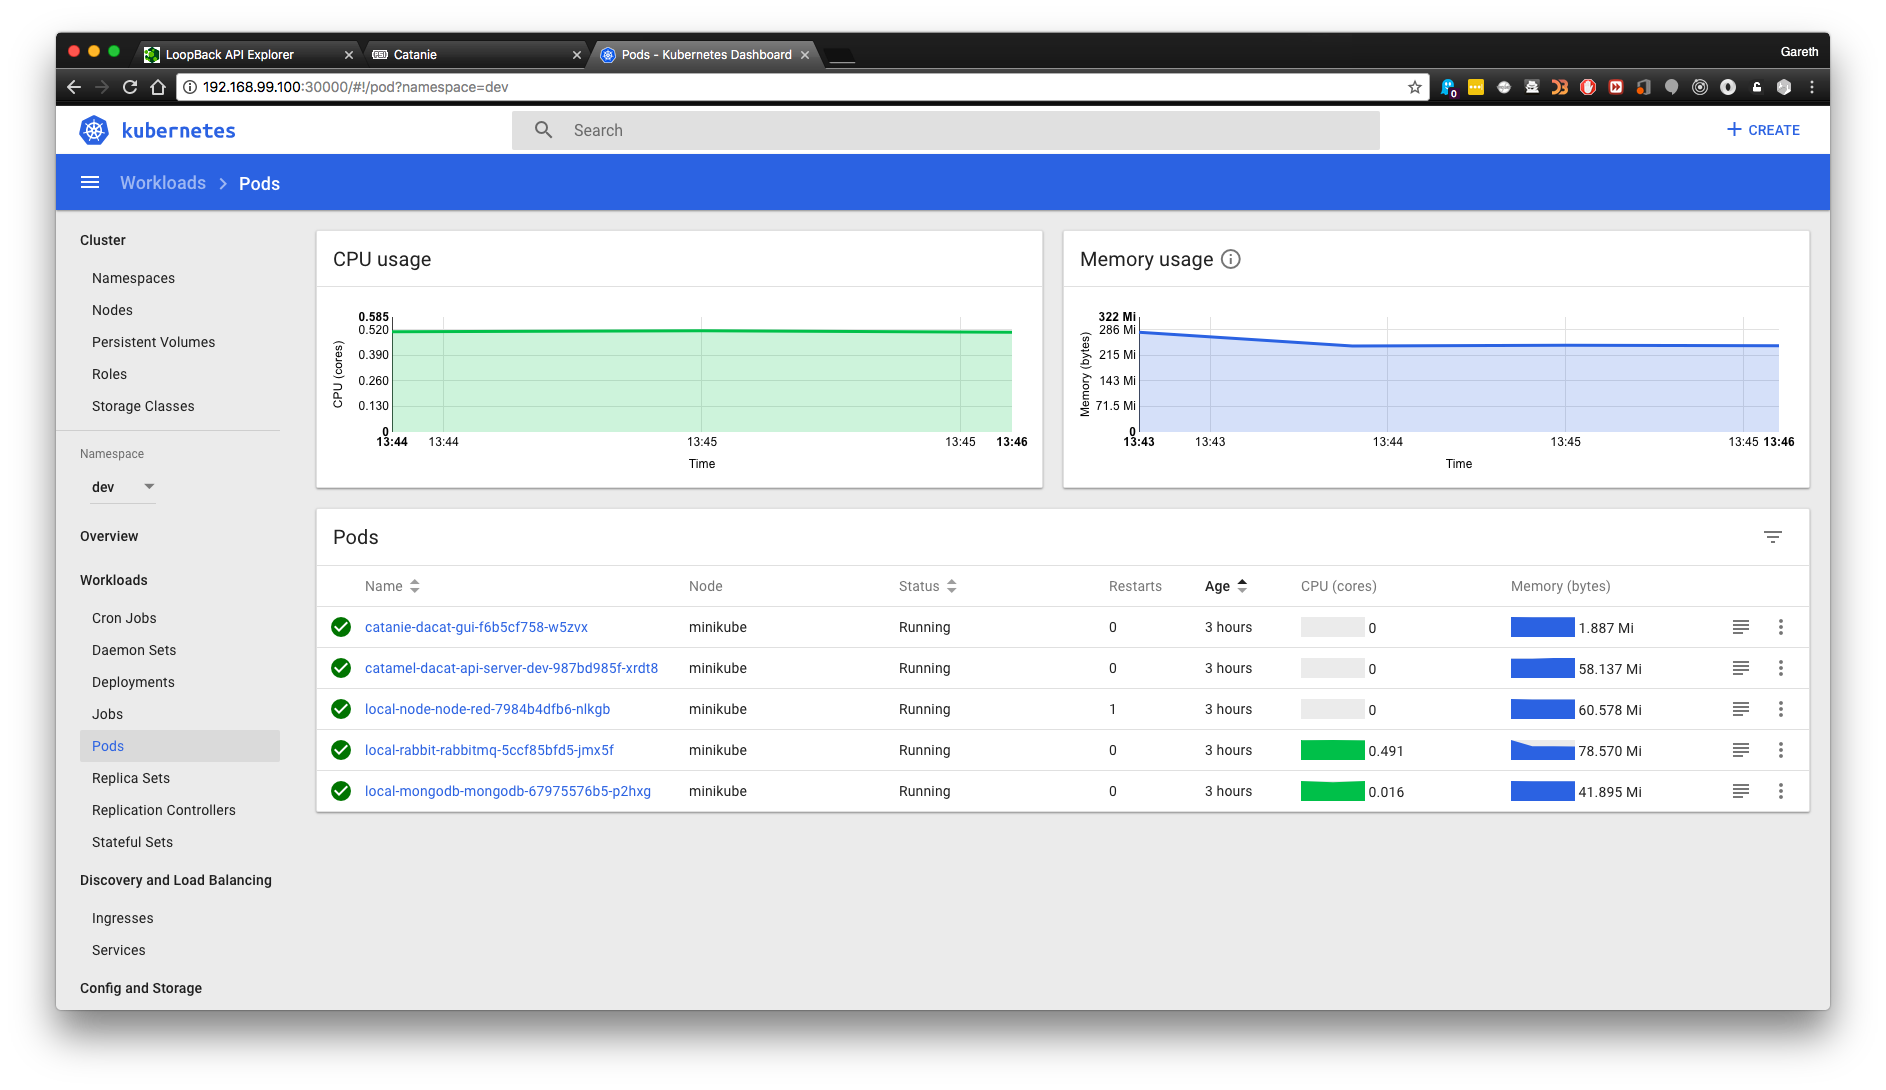 LoopBack API Explorer
Catanie
Pods - Kubernetes Dashboard
Gareth
192.168.99.100:30000/#!/pod?namespace=dev
0
kubernetes
Search
CREATE
Workloads
Pods
Cluster
Namespaces
Nodes
Persistent Volumes
Roles
Storage Classes
Namespace
dev
Overview
Workloads
Cron Jobs
Daemon Sets
Deployments
Jobs
Pods
Replica Sets
Replication Controllers
Stateful Sets
Discovery and Load Balancing
Ingresses
Services
Config and Storage
CPU usage
CPU (cores)
0.585
0.520
0.390
0.260
0.130
0
13:44 13:44 13:45 13:45 13:46
Time
Memory usage
Memory (bytes)
322 Mi
286 Mi
215 Mi
143 Mi
71.5 Mi
0
13:43 13:43 13:44 13:45 13:45 13:46
Time
Pods
Name Node Status Restarts Age CPU (cores) Memory (bytes)
catanie-dacat-gui-f6b5cf758-w5zvx minikube Running 0 3 hours 0 1.887 Mi
catamel-dacat-api-server-dev-987bd985f-xrdt8 minikube Running 0 3 hours 0 58.137 Mi
local-node-node-red-7984b4dfb6-nlkgb minikube Running 1 3 hours 0 60.578 Mi
local-rabbit-rabbitmq-5ccf85bfd5-jmx5f minikube Running 0 3 hours 0.491 78.570 Mi
local-mongodb-mongodb-67975576b5-p2hxg minikube Running 0 3 hours 0.016 41.895 Mi